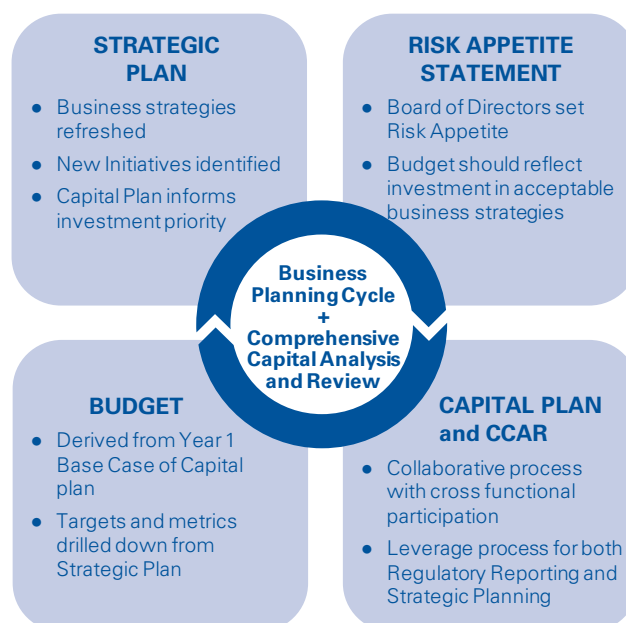 STRATEGIC
PLAN
● Business strategies
refreshed
● New Initiatives identified
● Capital Plan informs
investment priority
RISK APPETITE
STATEMENT
● Board of Directors set
Risk Appetite
● Budget should reflect
investment in acceptable
business strategies
Business
Planning Cycle
+
Comprehensive
Capital Analysis
and Review
BUDGET
● Derived from Year 1
Base Case of Capital
plan
● Targets and metrics
drilled down from
Strategic Plan
CAPITAL PLAN
and CCAR
● Collaborative process
with cross functional
participation
● Leverage process for both
Regulatory Reporting and
Strategic Planning